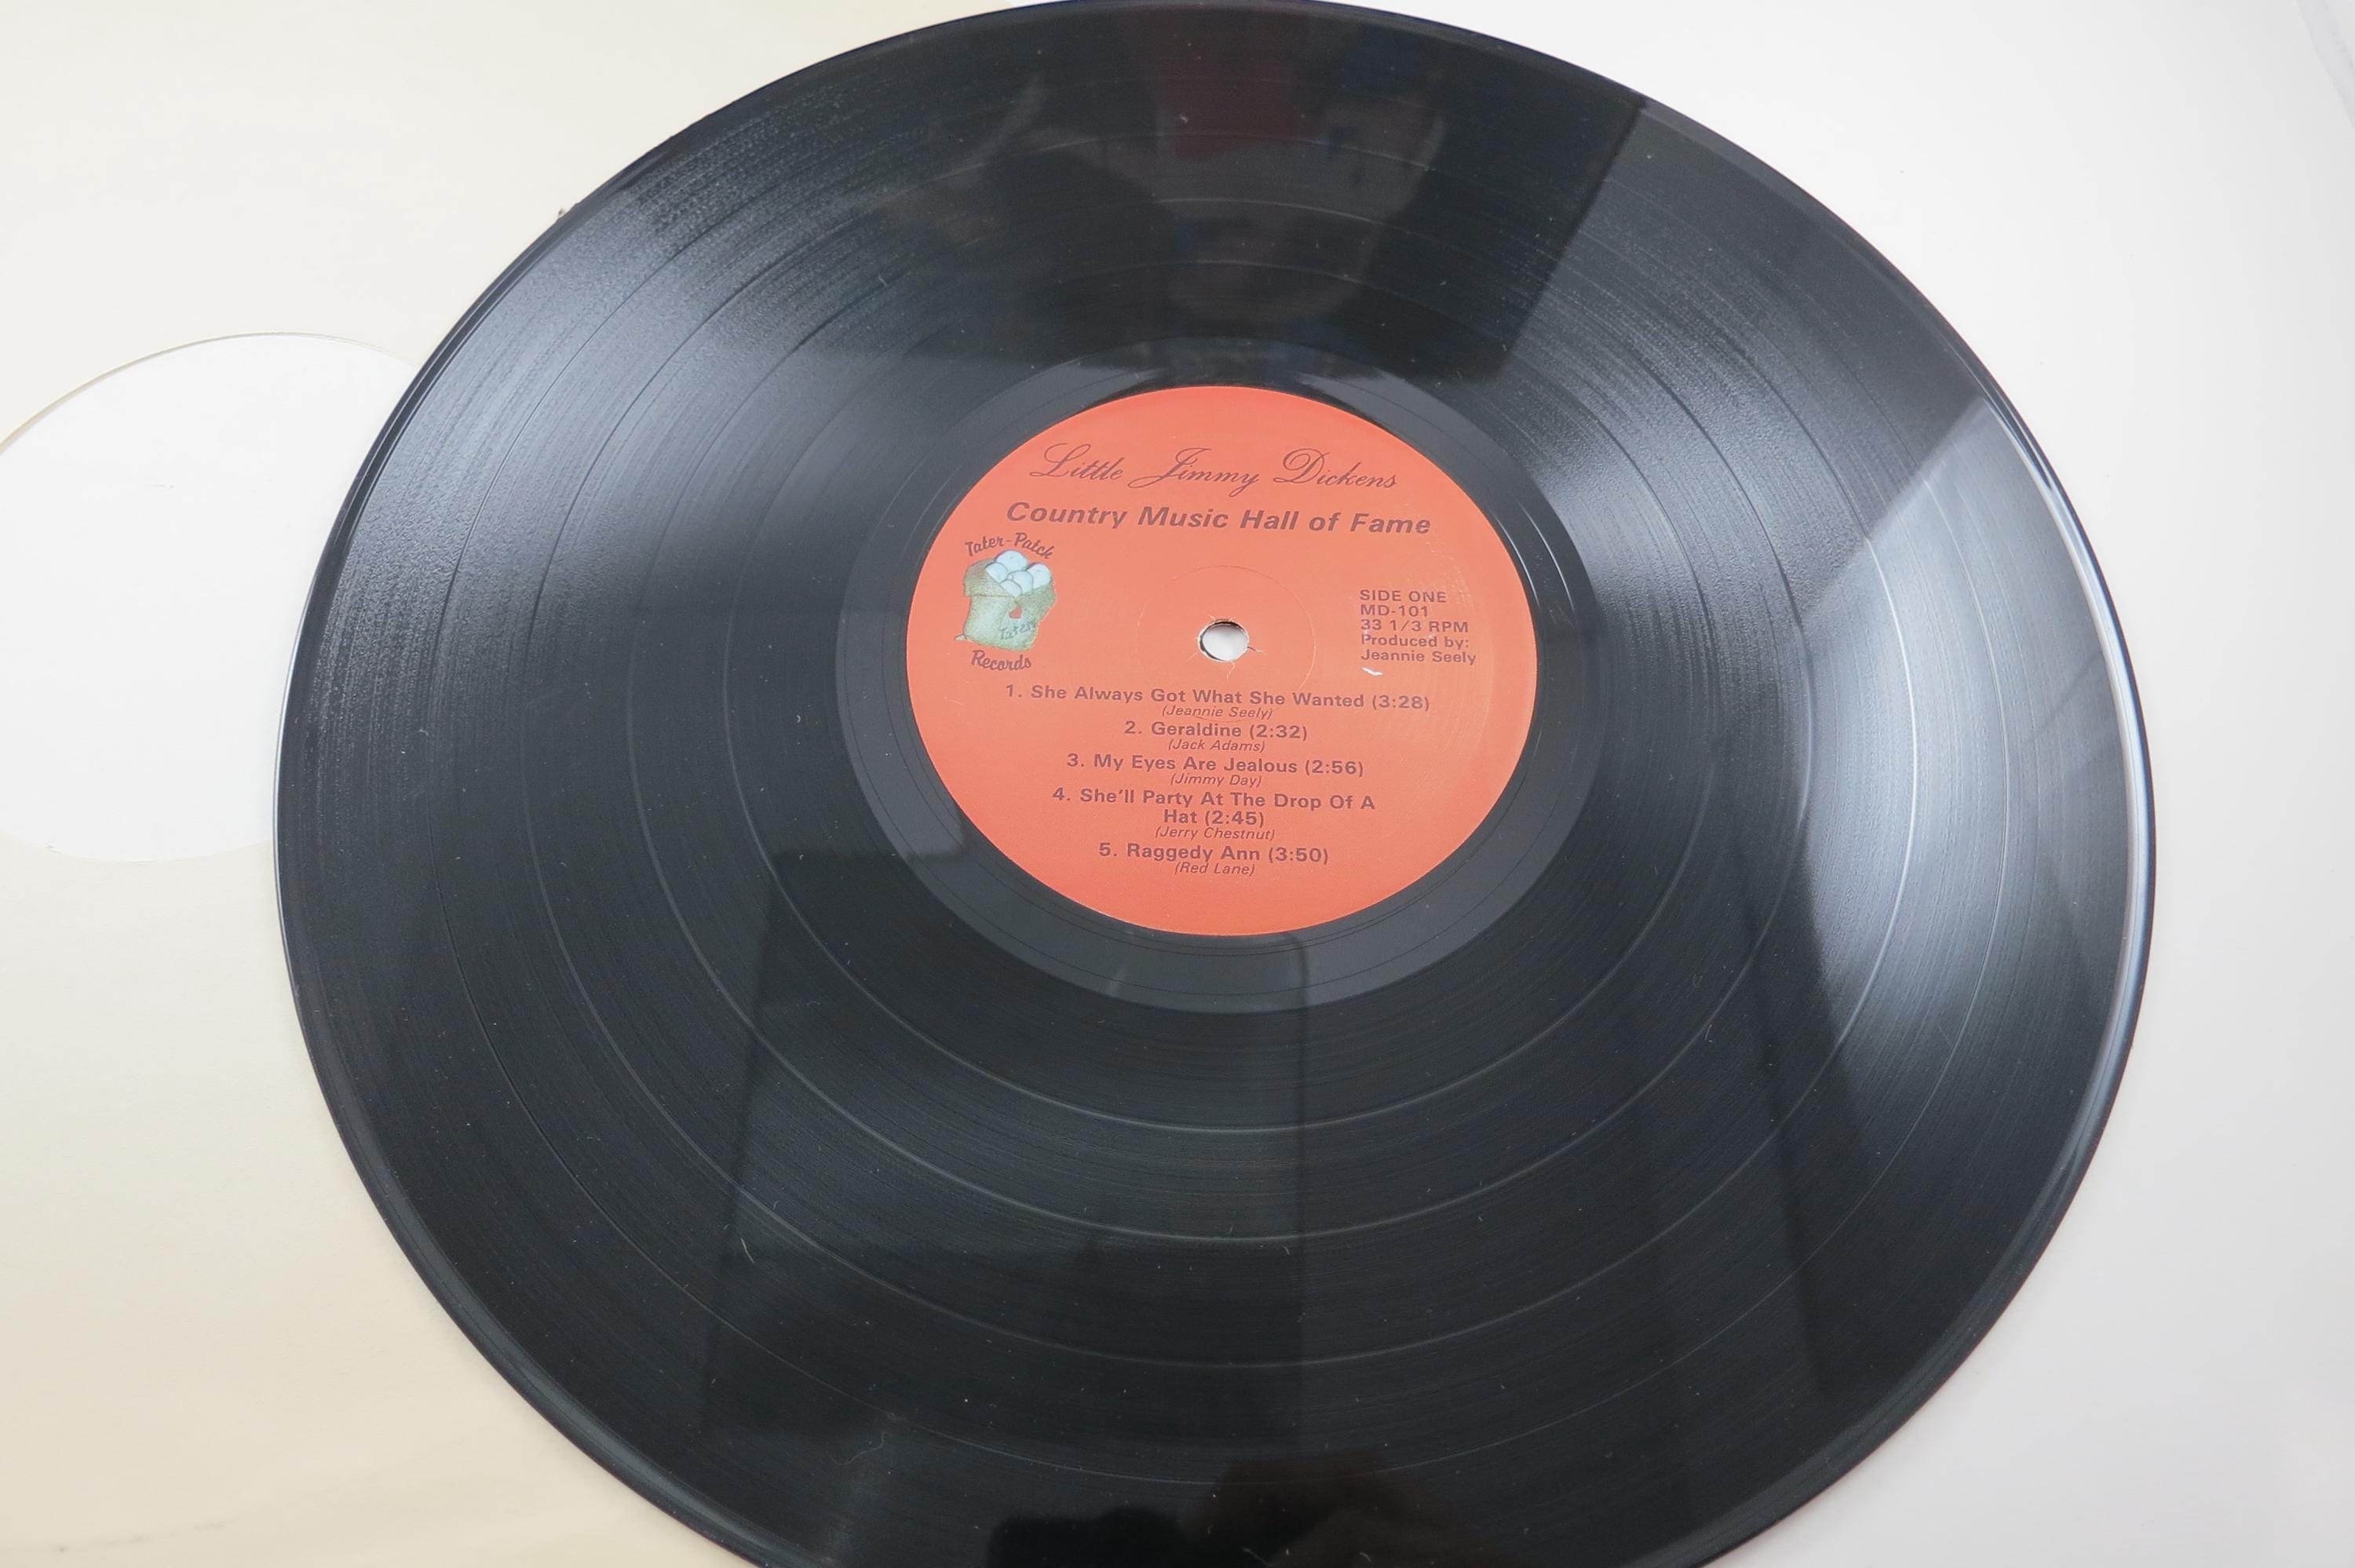 Little Jimmy Dickens
Country Music Hall of Fame
Tater-Patch
Taters
Records
SIDE ONE
MD-101
33 1/3 RPM
Produced by:
Jeannie Seely
1. She Always Got What She Wanted (3:28)
(Jeannie Seely)
2. Geraldine (2:32)
(Jack Adams)
3. My Eyes Are Jealous (2:56)
(Jimmy Day)
4. She'll Party At The Drop Of A
Hat (2:45)
(Jerry Chestnut)
5. Raggedy Ann (3:50)
(Red Lane)